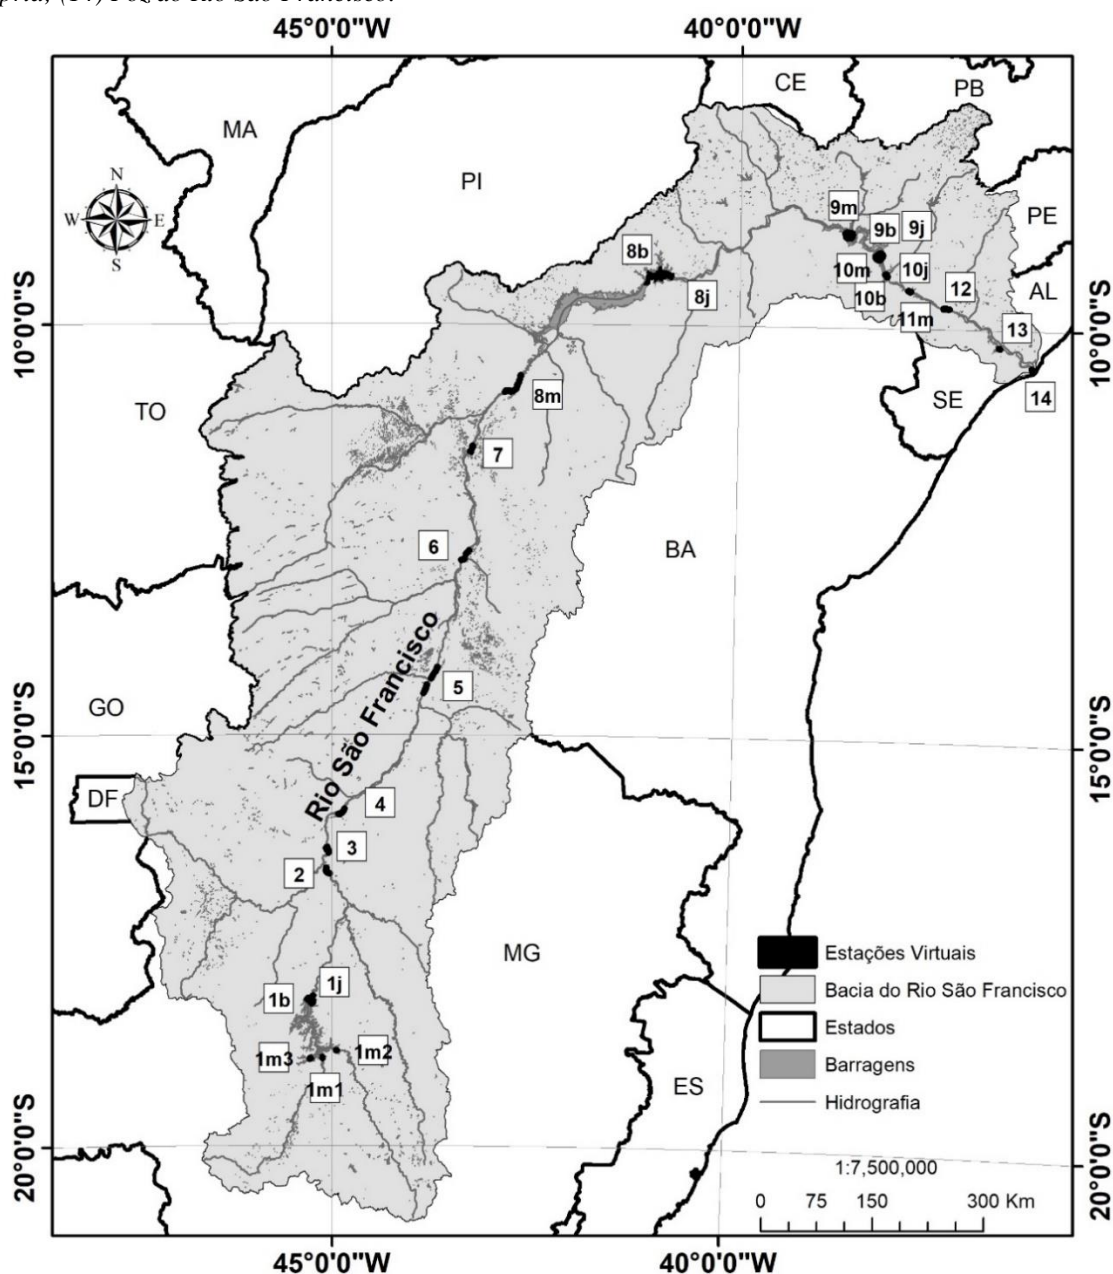 (14) Foz do Rio São Francisco.
45°0'0"W 40°0'0"W
CE
PB
MA
N
W E
S
PI
PE
9m
9b 9j
8b
10m 10j
AL
10b
8j
12
11m
13
10°0'0"S 10°0'0"S
8m
SE
14
TO
7
6
BA
Rio São Francisco
5
GO
15°0'0"S 15°0'0"S
DF
4
3
2
MG
Estações Virtuais
1j
1b
Bacia do Rio São Francisco
Estados
1m3 1m2
Barragens
1m1
ES
Hidrografia
20°0'0"S 20°0'0"S
1:7,500,000
0 75 150 300 Km
45°0'0"W 40°0'0"W